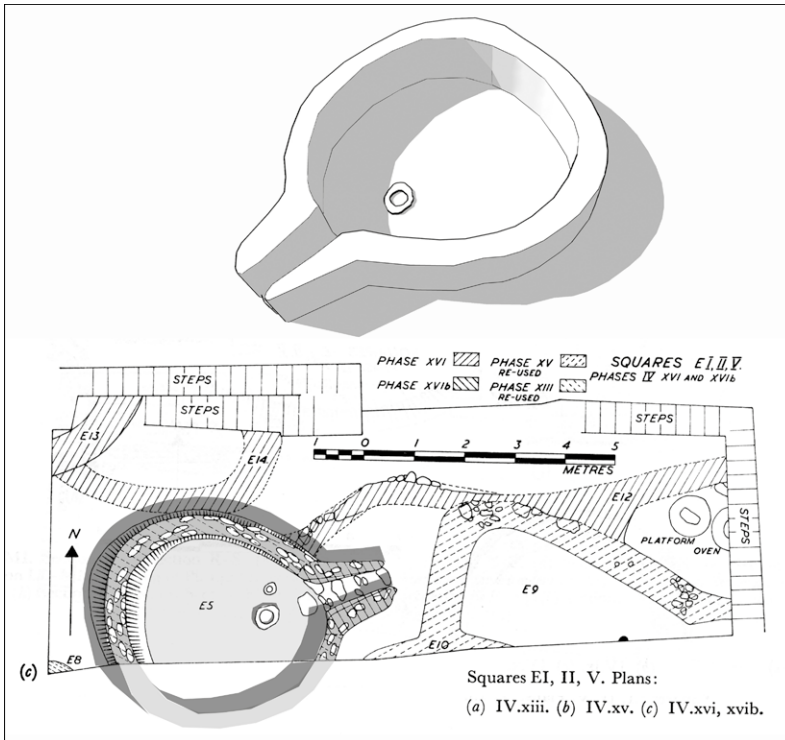 PHASE XVI
PHASE XV
RE-USED
SQUARES E I, II, V.
PHASES IV XVI AND XVIb
PHASE XVIb
PHASE XIII
RE-USED
STEPS
STEPS
STEPS
E13
E14
1 0 1 2 3 4 5
METRES
E12
STEPS
PLATFORM
OVEN
N
E5
E9
E8
E10
(c)
Squares EI, II, V. Plans:
(a) IV.xiii. (b) IV.xv. (c) IV.xvi, xvib.